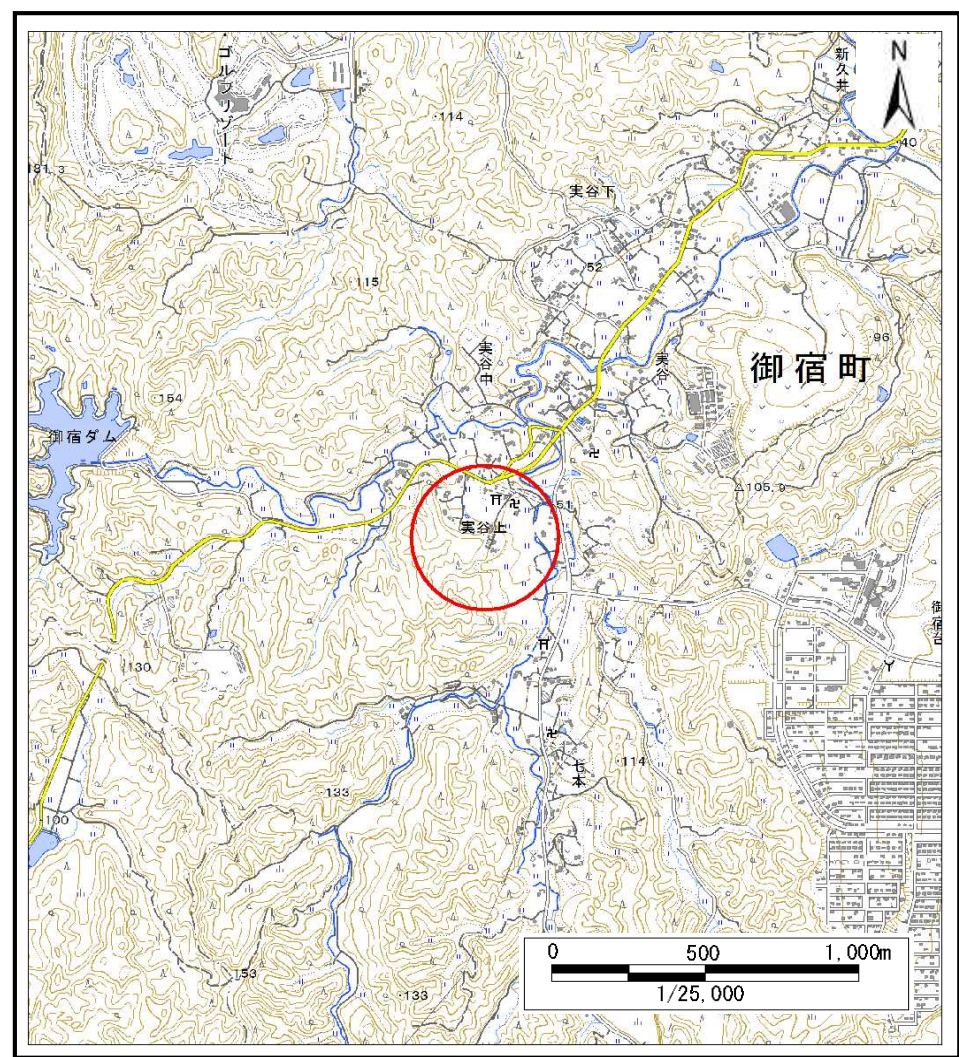 ・ゴルフリゾート
新久井
N
・114
・40
181.3
実谷下
52
・115
・96
実谷中
実谷
御宿町
・154
御宿ダム
△105.9
51
実谷上
御宿台
130
七本
・114
・133
・100
53
・133
0 500 1,000m
1/25,000